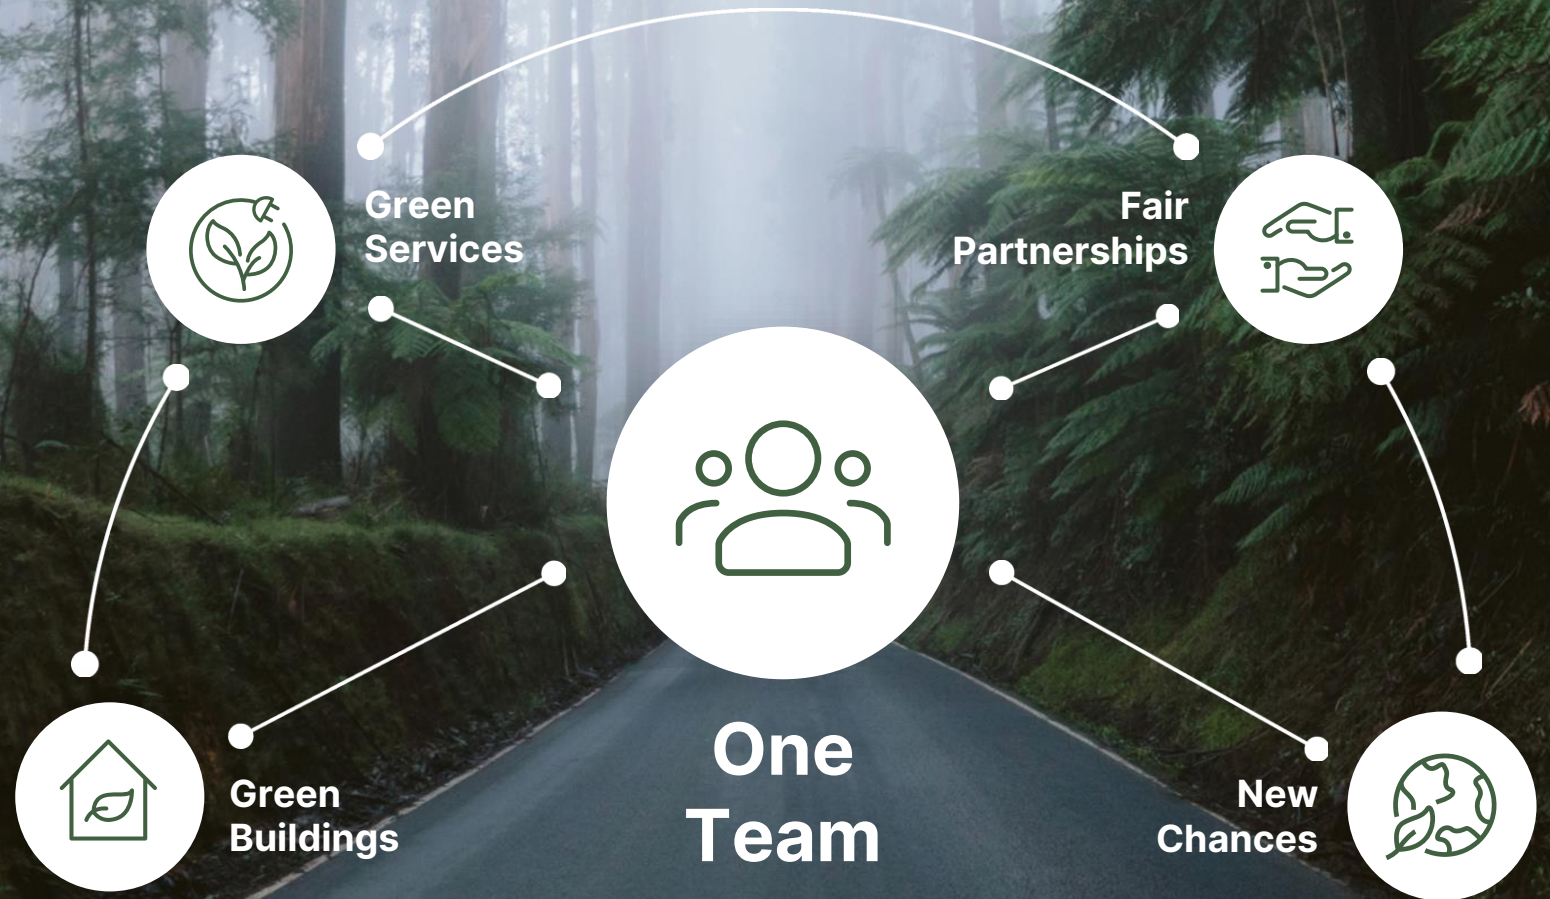 Green
Services
Fair
Partnerships
One
Team
Green
Buildings
New
Chances